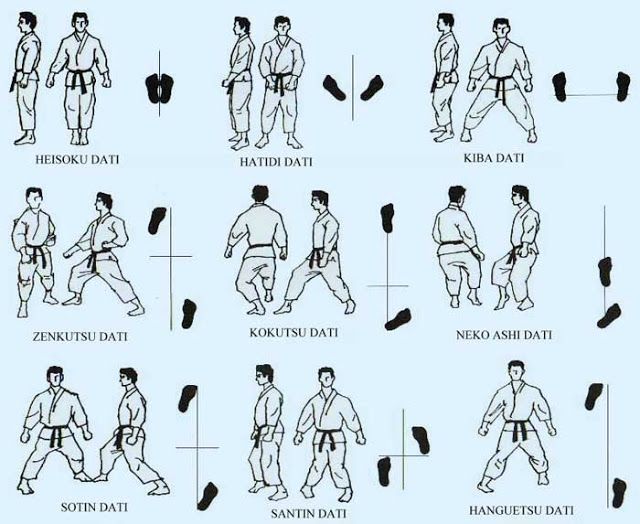 HEISOKU DATI
HATIDI DATI
KIBA DATI
ZENKUTSU DATI
KOKUTSU DATI
NEKO ASHI DATI
SOTIN DATI
SANTIN DATI
HANGUETSU DATI